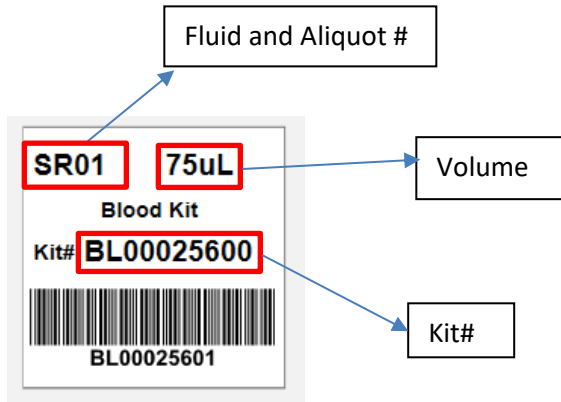 Fluid and Aliquot #
SR01 75uL
Volume
Blood Kit
Kit# BL00025600
Kit#
BL00025601